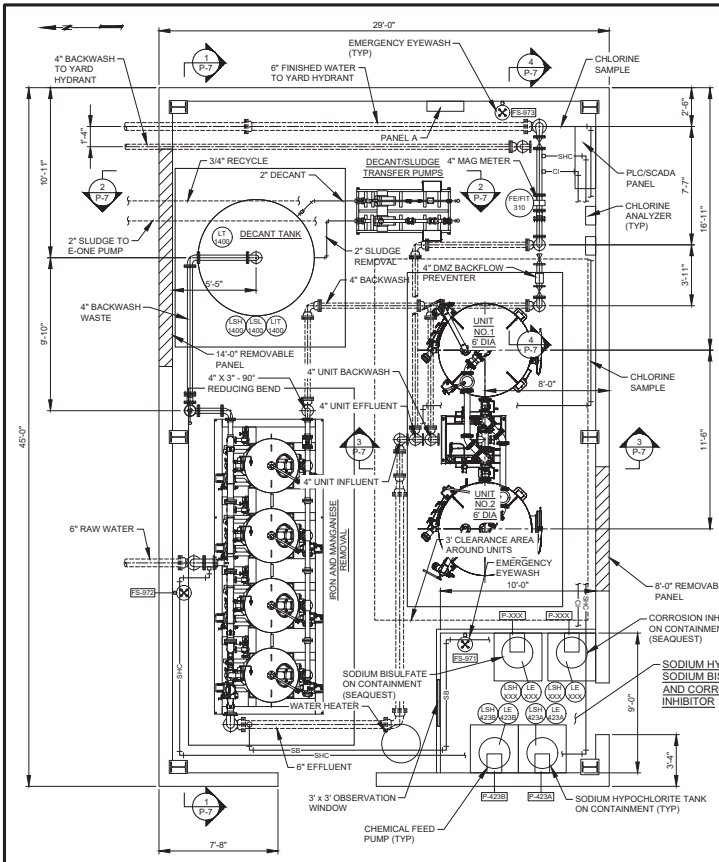 29'-0"
4" BACKWASH
TO YARD
HYDRANT
1
P-7
6" FINISHED WATER
TO YARD HYDRANT
EMERGENCY EYEWASH
(TYP)
4
P-7
CHLORINE
SAMPLE
FS-973
PANEL A
2'-6"
1'-4"
10'-11"
3/4" RECYCLE
2" DECANT
DECANT/SLUDGE
TRANSFER PUMPS
4" MAG METER
SHC
Cl
PLC/SCADA
PANEL
7'-7"
16'-11"
2
P-7
2
P-7
FE/FIT
310
CHLORINE
ANALYZER
(TYP)
LT
1400
DECANT TANK
2" SLUDGE TO
E-ONE PUMP
2" SLUDGE
REMOVAL
4" BACKWASH
4" DMZ BACKFLOW
PREVENTER
3'-11"
5'-5"
4" BACKWASH
WASTE
LSH
1400
LSL
1400
LIT
1400
9'-10"
UNIT
NO.1
6' DIA
4
P-7
14'-0" REMOVABLE
PANEL
4" X 3" - 90°
REDUCING BEND
4" UNIT BACKWASH
4" UNIT EFFLUENT
8'-0"
CHLORINE
SAMPLE
45'-0"
11'-6"
3
P-7
3
P-7
4" UNIT INFLUENT
IRON AND MANGANESE
REMOVAL
UNIT
NO.2
6' DIA
6" RAW WATER
3' CLEARANCE AREA
AROUND UNITS
EMERGENCY
EYEWASH
10'-0"
8'-0" REMOVABLE
PANEL
FS-972
SHC
Cl
SHC
P-XXX
P-XXX
CORROSION INH
ON CONTAINMENT
(SEAQUEST)
FS-971
SODIUM BISULFATE
ON CONTAINMENT
(SEAQUEST)
SB
LSH
XXX
LE
XXX
LSH
XXX
LE
XXX
SODIUM HY
SODIUM BIS
AND CORRO
INHIBITOR
WATER HEATER
LSH
423B
LE
423B
LSH
423A
LE
423A
9'-0"
SB
SHC
6" EFFLUENT
3'-4"
3' x 3' OBSERVATION
WINDOW
P-423B
P-423A
SODIUM HYPOCHLORITE TANK
ON CONTAINMENT (TYP)
1
P-7
CHEMICAL FEED
PUMP (TYP)
7'-8"